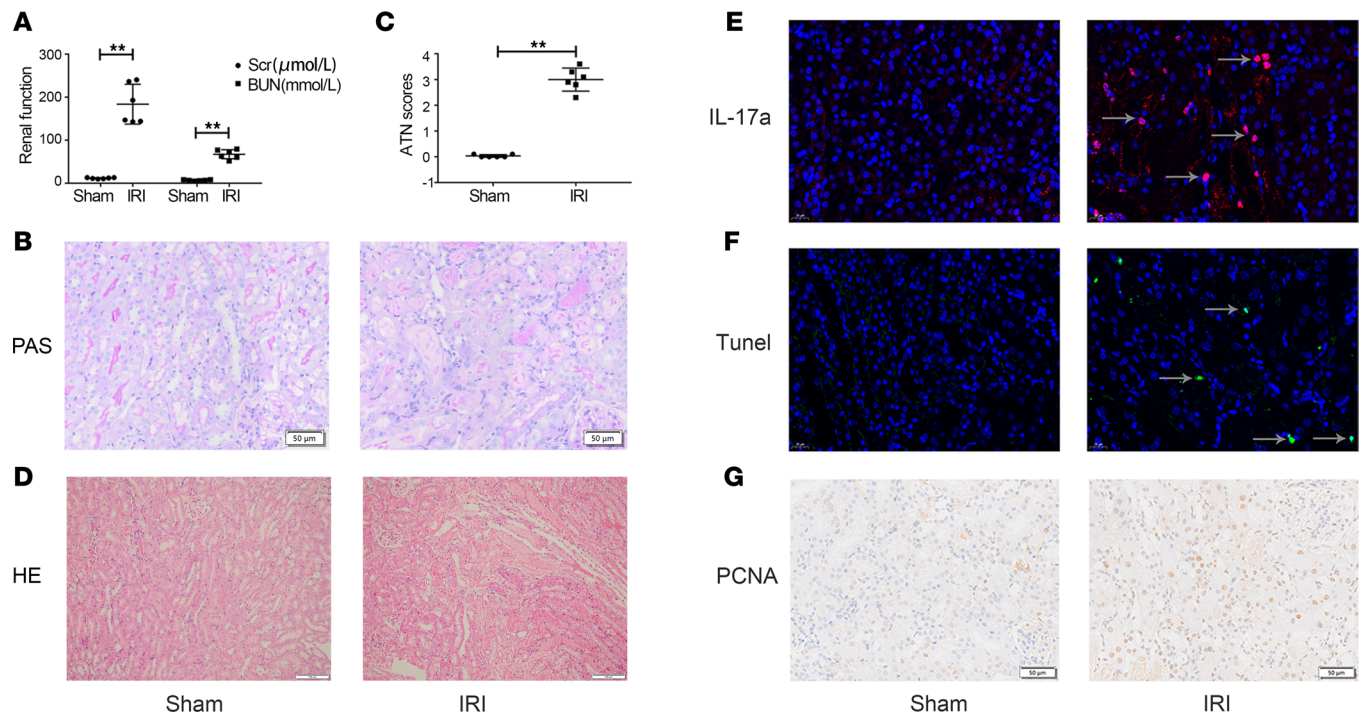 A
**
**
300
200
100
0
Renal function
Scr(μmol/L)
BUN(mmol/L)
Sham IRI Sham IRI
C
**
4
3
2
1
0
-1
ATN scores
Sham IRI
B
PAS
50 μm
50 μm
D
HE
Sham IRI
E
IL-17a
F
Tunel
G
PCNA
50 μm
50 μm
Sham IRI